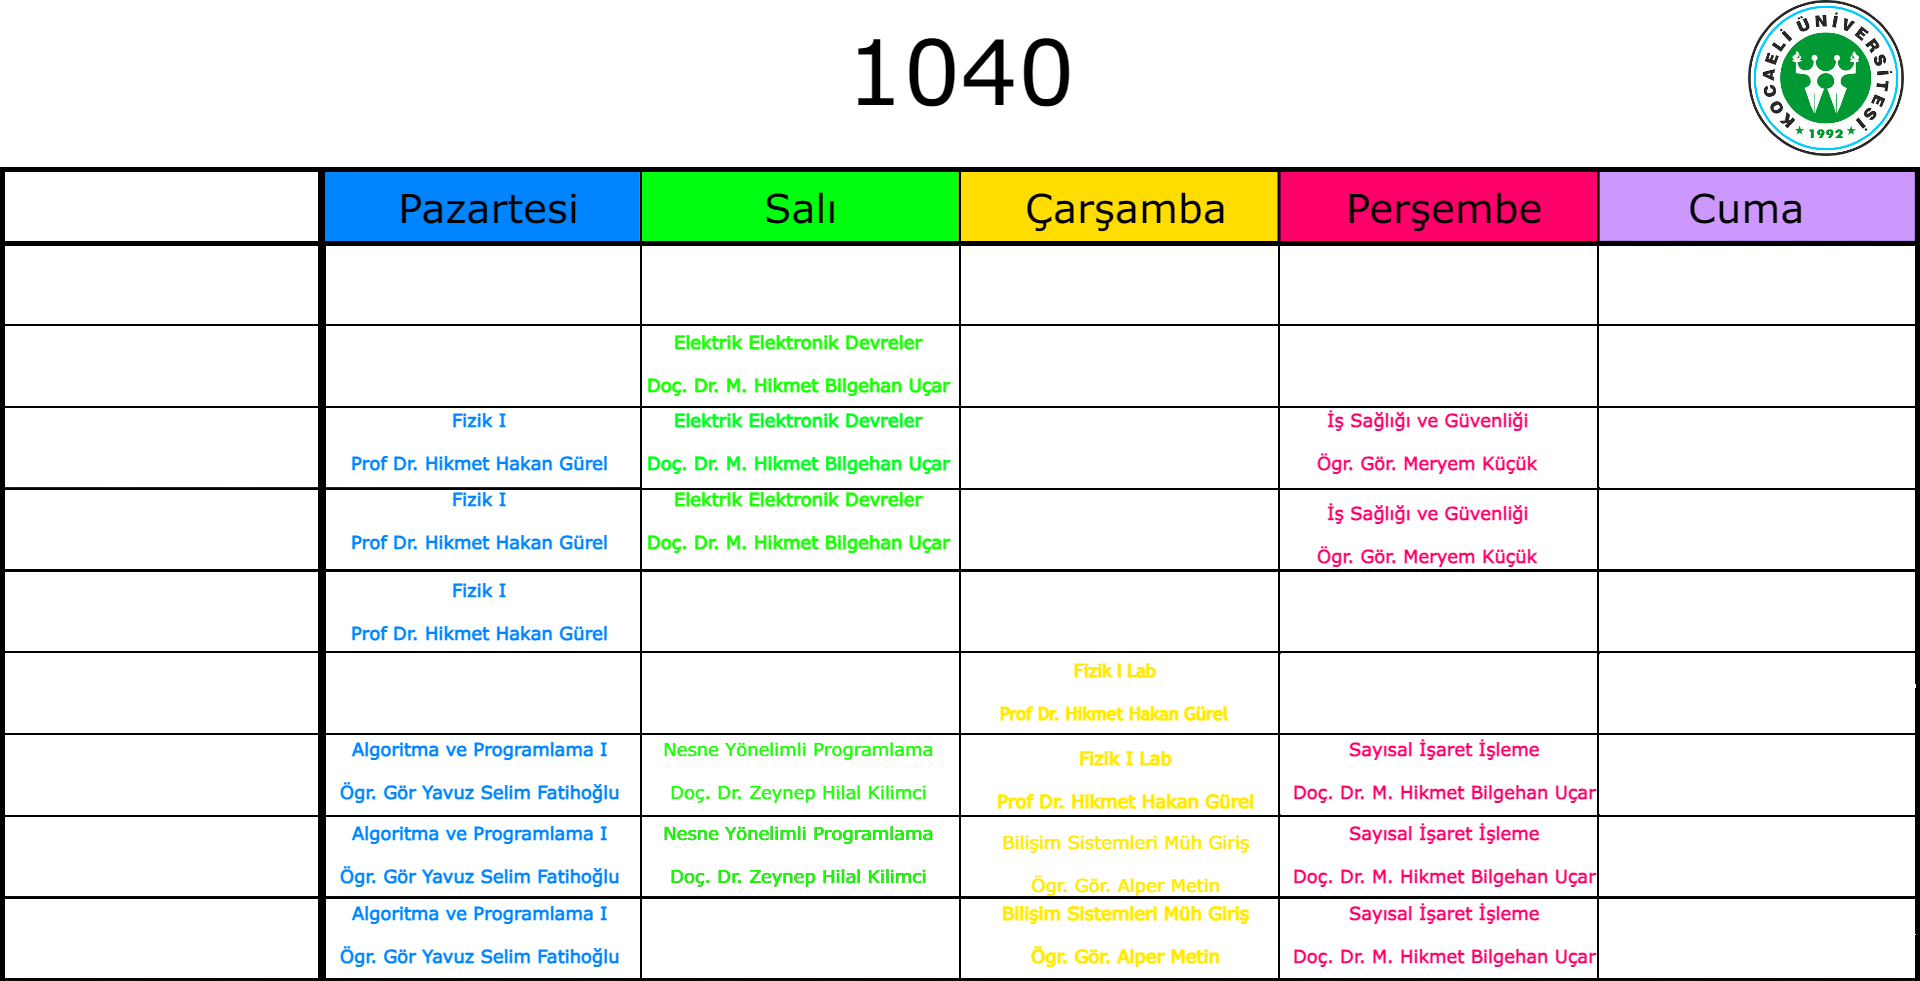 1040
KOCAELİ ÜNİVERSİTESİ
1992
Pazartesi Salı Çarşamba Perşembe Cuma
Elektrik Elektronik Devreler
Doç. Dr. M. Hikmet Bilgehan Uçar
Fizik I Elektrik Elektronik Devreler İş Sağlığı ve Güvenliği
Prof Dr. Hikmet Hakan Gürel Doç. Dr. M. Hikmet Bilgehan Uçar Ögr. Gör. Meryem Küçük
Fizik I Elektrik Elektronik Devreler İş Sağlığı ve Güvenliği
Prof Dr. Hikmet Hakan Gürel Doç. Dr. M. Hikmet Bilgehan Uçar Ögr. Gör. Meryem Küçük
Fizik I
Prof Dr. Hikmet Hakan Gürel
Fizik I Lab
Prof Dr. Hikmet Hakan Gürel
Algoritma ve Programlama I Nesne Yönelimli Programlama Fizik I Lab Sayısal İşaret İşleme
Ögr. Gör Yavuz Selim Fatihoğlu Doç. Dr. Zeynep Hilal Kilimci Prof Dr. Hikmet Hakan Gürel Doç. Dr. M. Hikmet Bilgehan Uçar
Algoritma ve Programlama I Nesne Yönelimli Programlama Bilişim Sistemleri Müh Giriş Sayısal İşaret İşleme
Ögr. Gör Yavuz Selim Fatihoğlu Doç. Dr. Zeynep Hilal Kilimci Ögr. Gör. Alper Metin Doç. Dr. M. Hikmet Bilgehan Uçar
Algoritma ve Programlama I Bilişim Sistemleri Müh Giriş Sayısal İşaret İşleme
Ögr. Gör Yavuz Selim Fatihoğlu Ögr. Gör. Alper Metin Doç. Dr. M. Hikmet Bilgehan Uçar